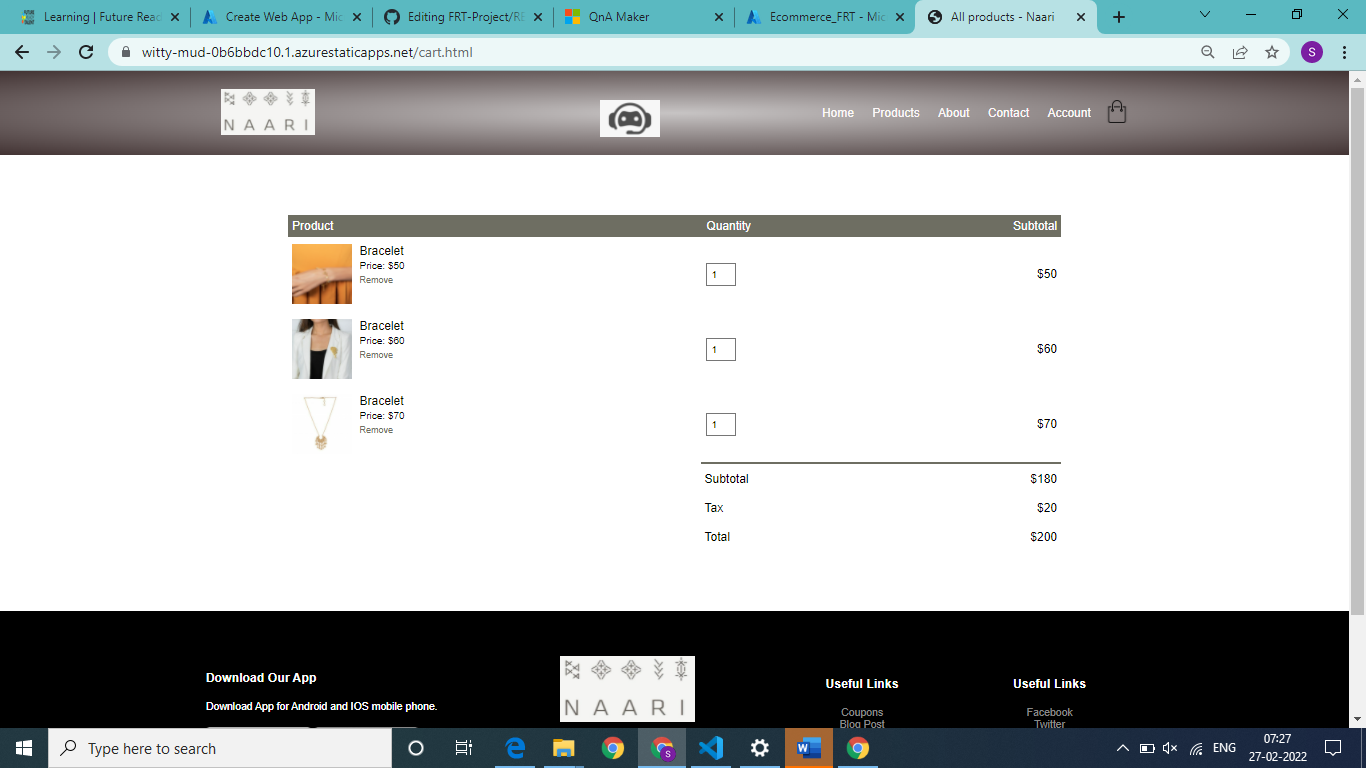 Learning | Future Read
Create Web App - Mic
Editing FRT-Project/RE
QnA Maker
Ecommerce_FRT - Mic
All products - Naari
witty-mud-0b6bbdc10.1.azurestaticapps.net/cart.html
S
NAARI
Home Products About Contact Account
Product Quantity Subtotal
Bracelet
Price: $50
Remove
1
$50
Bracelet
Price: $60
Remove
1
$60
Bracelet
Price: $70
Remove
1
$70
Subtotal $180
Tax $20
Total $200
Download Our App
Download App for Android and IOS mobile phone.
NAARI
Useful Links
Coupons
Blog Post
Useful Links
Facebook
Twitter
Type here to search
S
ENG
07:27
27-02-2022